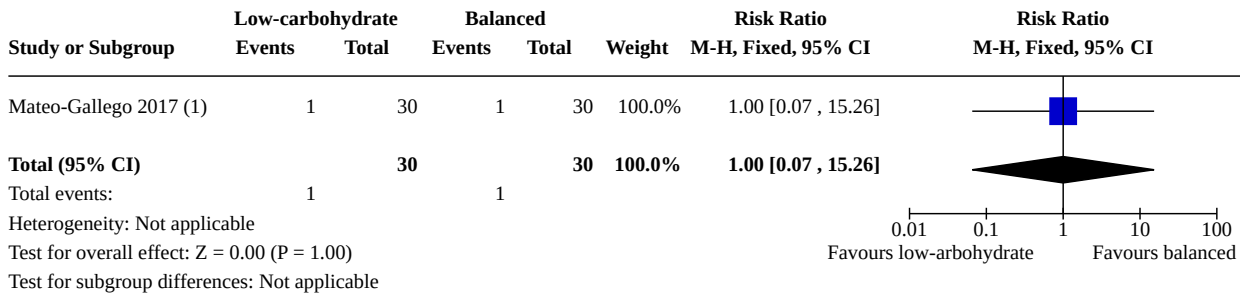 Low-carbohydrate Balanced Risk Ratio Risk Ratio
Study or Subgroup Events Total Events Total Weight M-H, Fixed, 95% CI M-H, Fixed, 95% CI
Mateo-Gallego 2017 (1) 1 30 1 30 100.0% 1.00 [0.07 , 15.26]
Total (95% CI) 30 30 100.0% 1.00 [0.07 , 15.26]
Total events: 1 1
Heterogeneity: Not applicable
0.01 0.1 1 10 100
Test for overall effect: Z = 0.00 (P = 1.00)
Favours low-arbohydrate Favours balanced
Test for subgroup differences: Not applicable